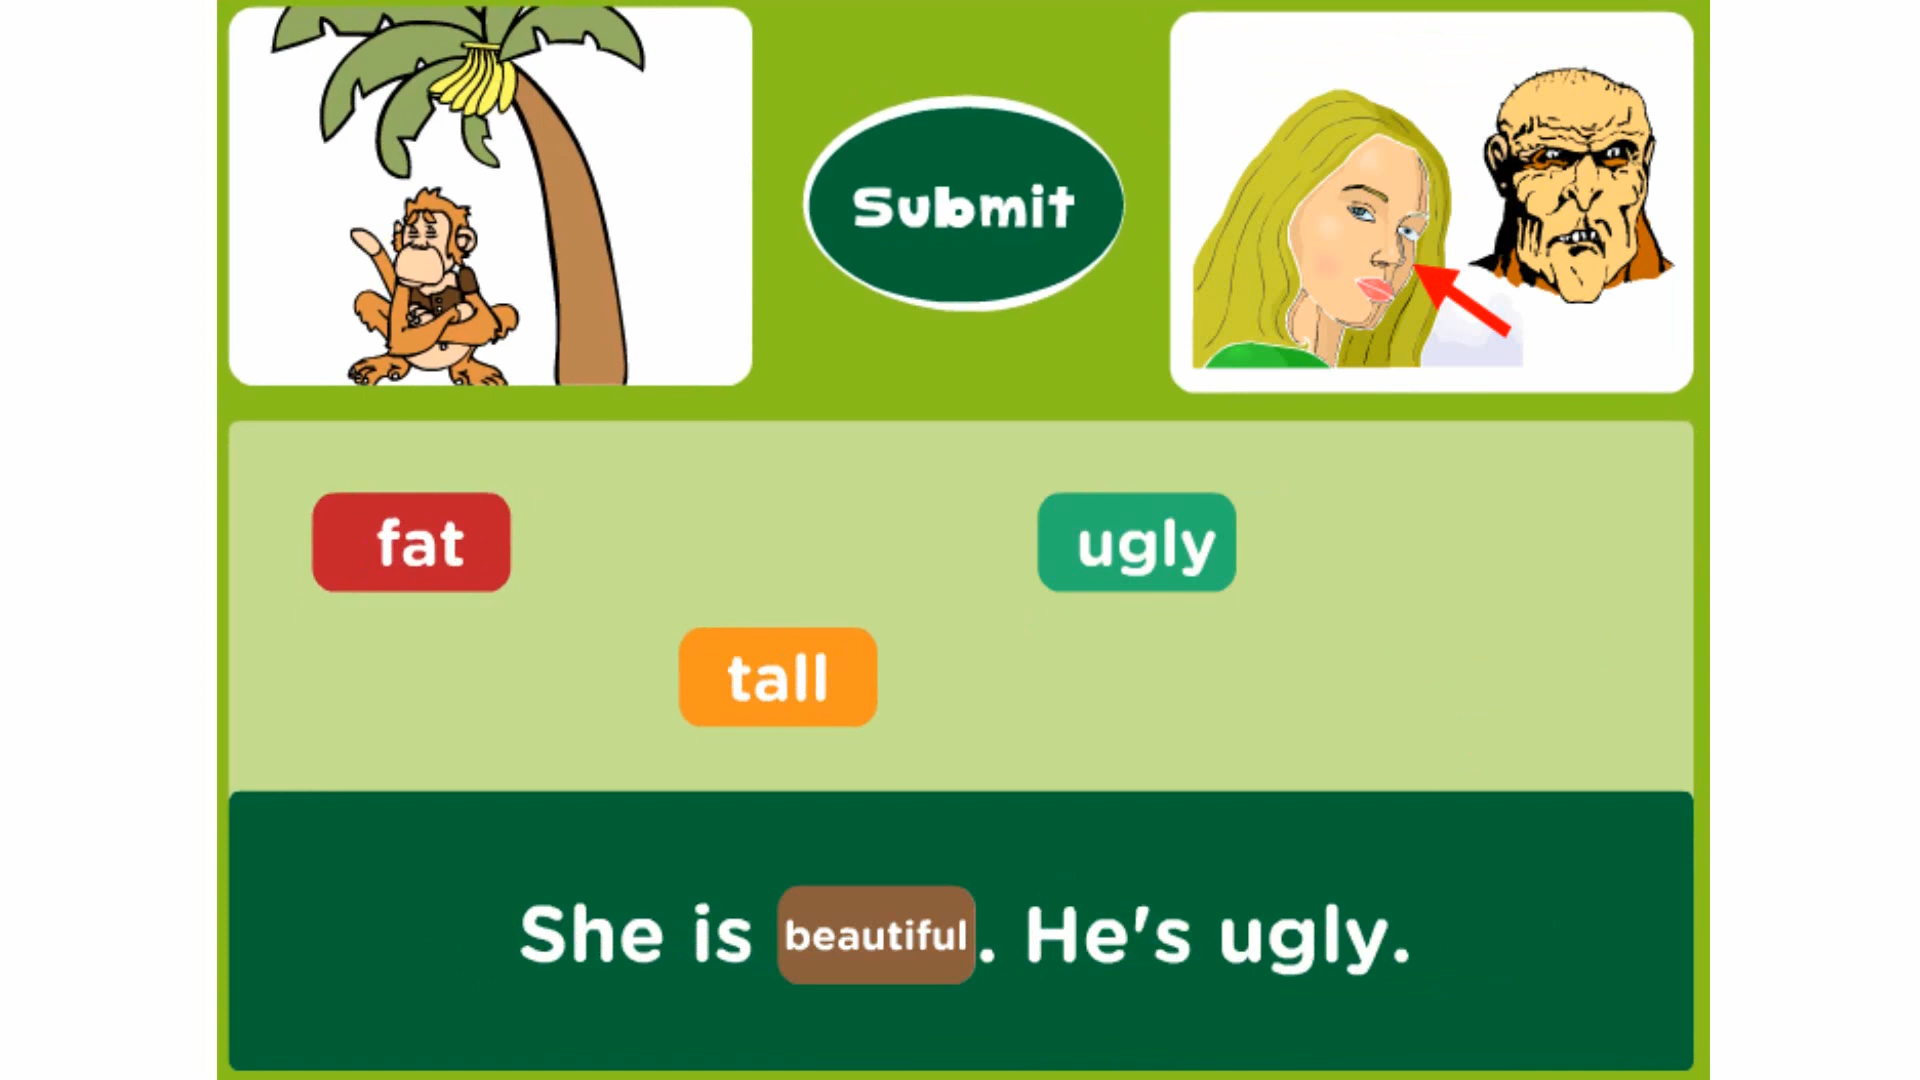 Submit
fat
ugly
tall
She is beautiful. He's ugly.